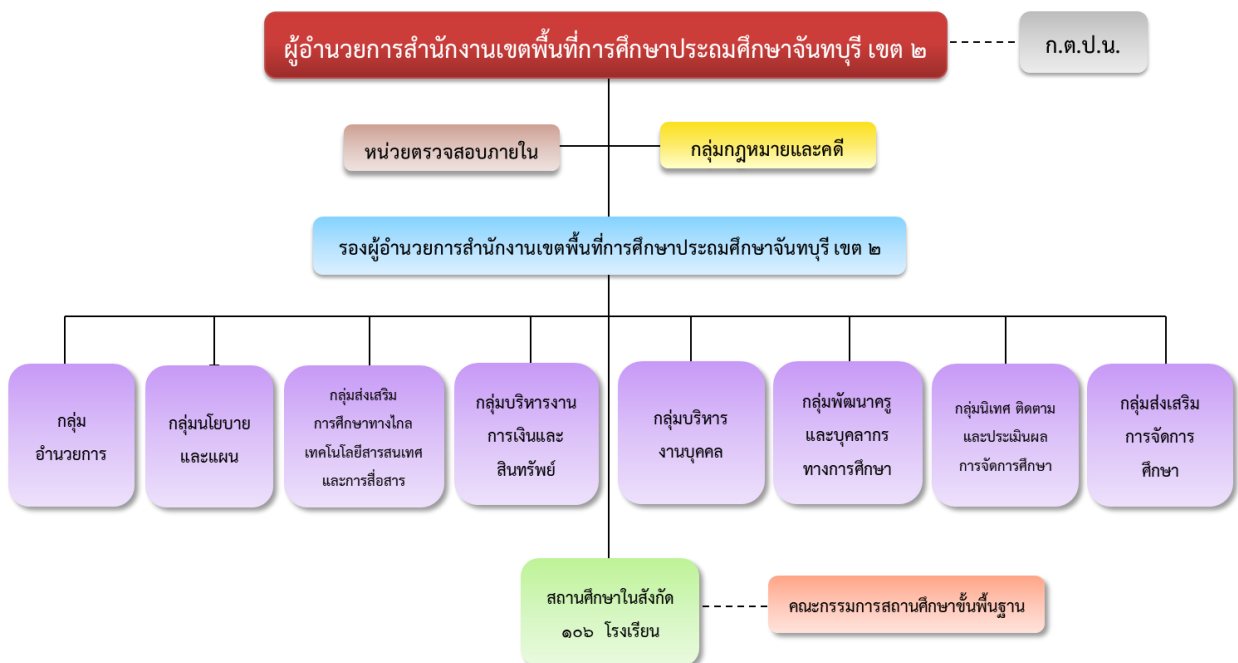 ผู้อำนวยการสำนักงานเขตพื้นที่การศึกษาประถมศึกษาจันทบุรี เขต ๒
ก.ต.ป.น.
หน่วยตรวจสอบภายใน
กลุ่มกฎหมายและคดี
รองผู้อำนวยการสำนักงานเขตพื้นที่การศึกษาประถมศึกษาจันทบุรี เขต ๒
กลุ่ม
อำนวยการ
กลุ่มนโยบาย
และแผน
กลุ่มส่งเสริม
การศึกษาทางไกล
เทคโนโลยีสารสนเทศ
และการสื่อสาร
กลุ่มบริหารงาน
การเงินและ
สินทรัพย์
กลุ่มบริหาร
งานบุคคล
กลุ่มพัฒนาครู
และบุคลากร
ทางการศึกษา
กลุ่มนิเทศ ติดตาม
และประเมินผล
การจัดการศึกษา
กลุ่มส่งเสริม
การจัดการ
ศึกษา
สถานศึกษาในสังกัด
๑๐๖ โรงเรียน
คณะกรรมการสถานศึกษาขั้นพื้นฐาน